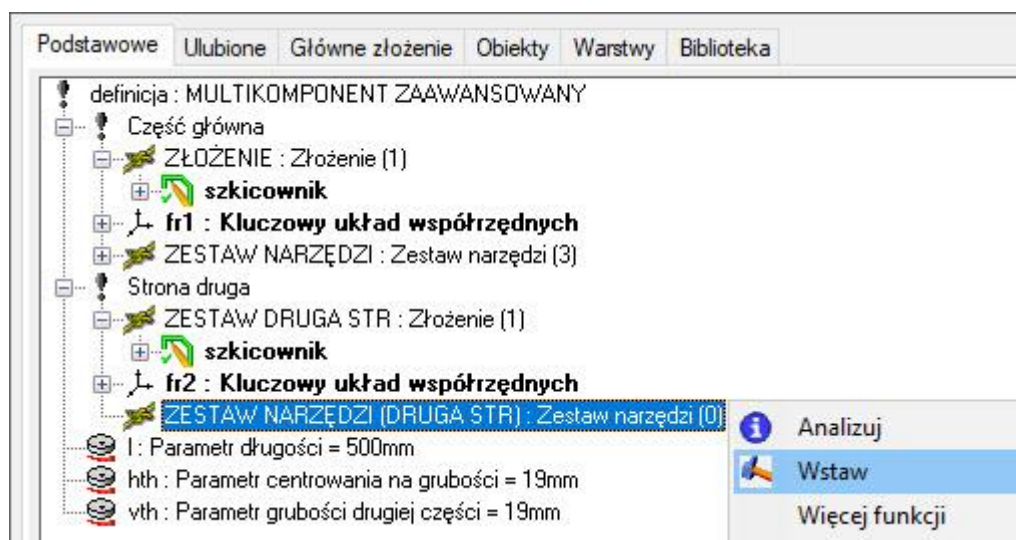 Podstawowe Ulubione Główne złożenie Obiekty Warstwy Biblioteka
definicja : MULTIKOMPONENT ZAAWANSOWANY
Część główna
ZŁOŻENIE : Złożenie (1)
szkicownik
fr1 : Kluczowy układ współrzędnych
ZESTAW NARZĘDZI : Zestaw narzędzi (3)
Strona druga
ZESTAW DRUGA STR : Złożenie (1)
szkicownik
fr2 : Kluczowy układ współrzędnych
ZESTAW NARZĘDZI (DRUGA STR) : Zestaw narzędzi (0)
l : Parametr długości = 500mm
hth : Parametr centrowania na grubości = 19mm
vth : Parametr grubości drugiej części = 19mm
Analizuj
Wstaw
Więcej funkcji